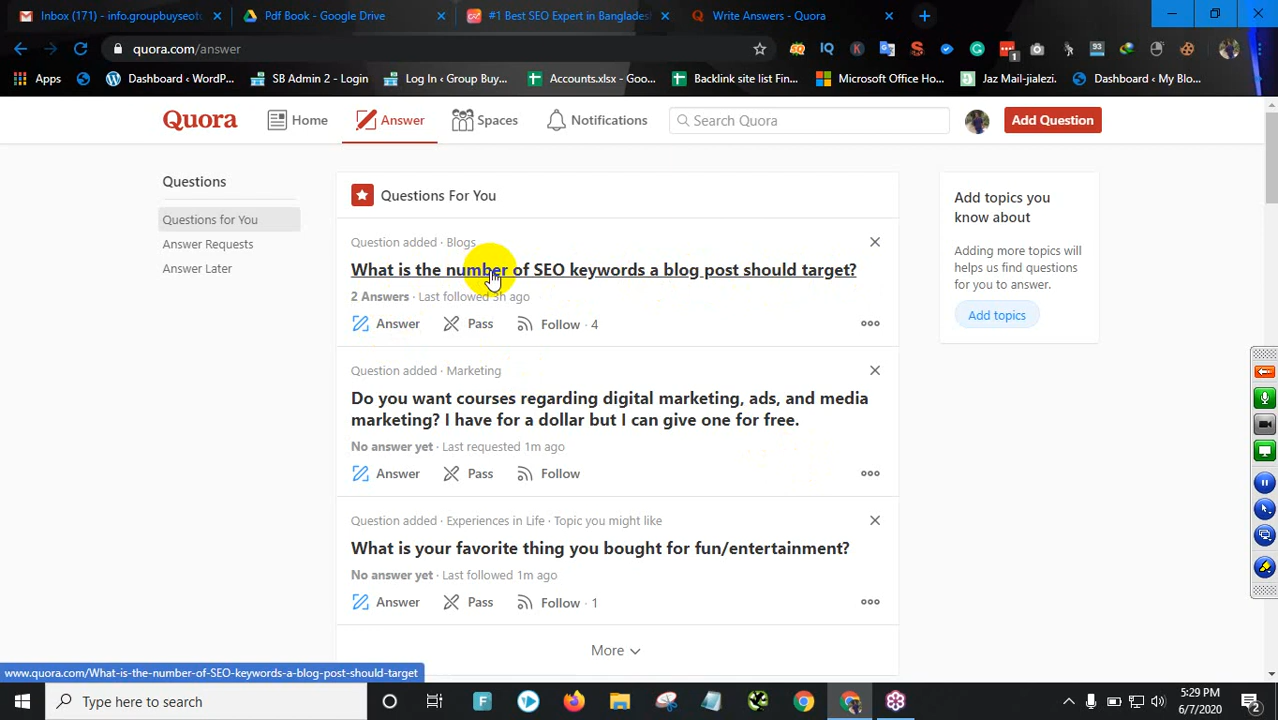 Inbox (171) - info.groupbuyseoto
Pdf Book - Google Drive
#1 Best SEO Expert in Banglades
Write Answers - Quora
quora.com/answer
Apps
Dashboard ‹ WordP...
SB Admin 2 - Login
Log In ‹ Group Buy...
Accounts.xlsx - Goo...
Backlink site list Fin...
Microsoft Office Ho...
Jaz Mail-jialezi.
Dashboard ‹ My Blo...
Quora
Home
Answer
Spaces
Notifications
Search Quora
Add Question
Questions
Questions for You
Answer Requests
Answer Later
Questions For You
Question added · Blogs
What is the number of SEO keywords a blog post should target?
2 Answers · Last followed 3h ago
Answer
Pass
Follow · 4
Question added · Marketing
Do you want courses regarding digital marketing, ads, and media
marketing? I have for a dollar but I can give one for free.
No answer yet · Last requested 1m ago
Answer
Pass
Follow
Question added · Experiences in Life · Topic you might like
What is your favorite thing you bought for fun/entertainment?
No answer yet · Last followed 1m ago
Answer
Pass
Follow · 1
More
Add topics you
know about
Adding more topics will
helps us find questions
for you to answer.
Add topics
www.quora.com/What-is-the-number-of-SEO-keywords-a-blog-post-should-target
Type here to search
5:29 PM
6/7/2020